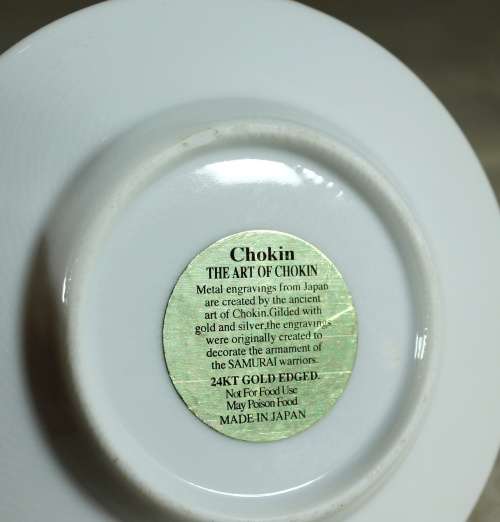 Chokin
THE ART OF CHOKIN
Metal engravings from Japan
are created by the ancient
art of Chokin.Gilded with
gold and silver,the engravings
were originally created to
decorate the armament of
the SAMURAI warriors.
24KT GOLD EDGED.
Not For Food Use
May Poison Food
MADE IN JAPAN